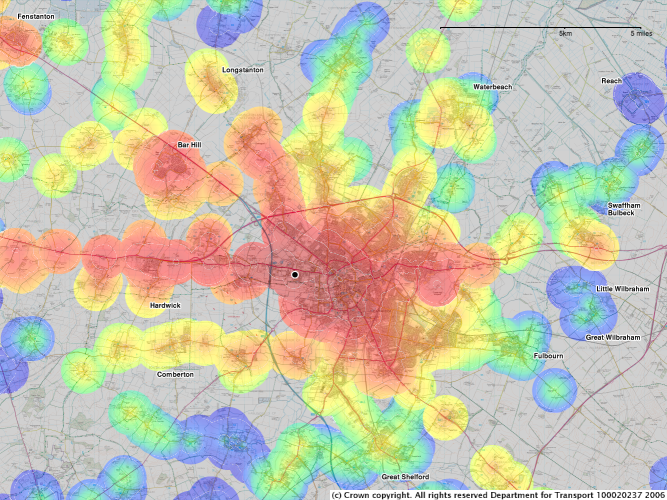 Fenstanton
5km
5 miles
Longstanton
Waterbeach
Reach
Bar Hill
Swaffham
Bulbeck
Little Wilbraham
Hardwick
Great Wilbraham
Fulbourn
Comberton
Great Shelford
(c) Crown copyright. All rights reserved Department for Transport 100020237 2006